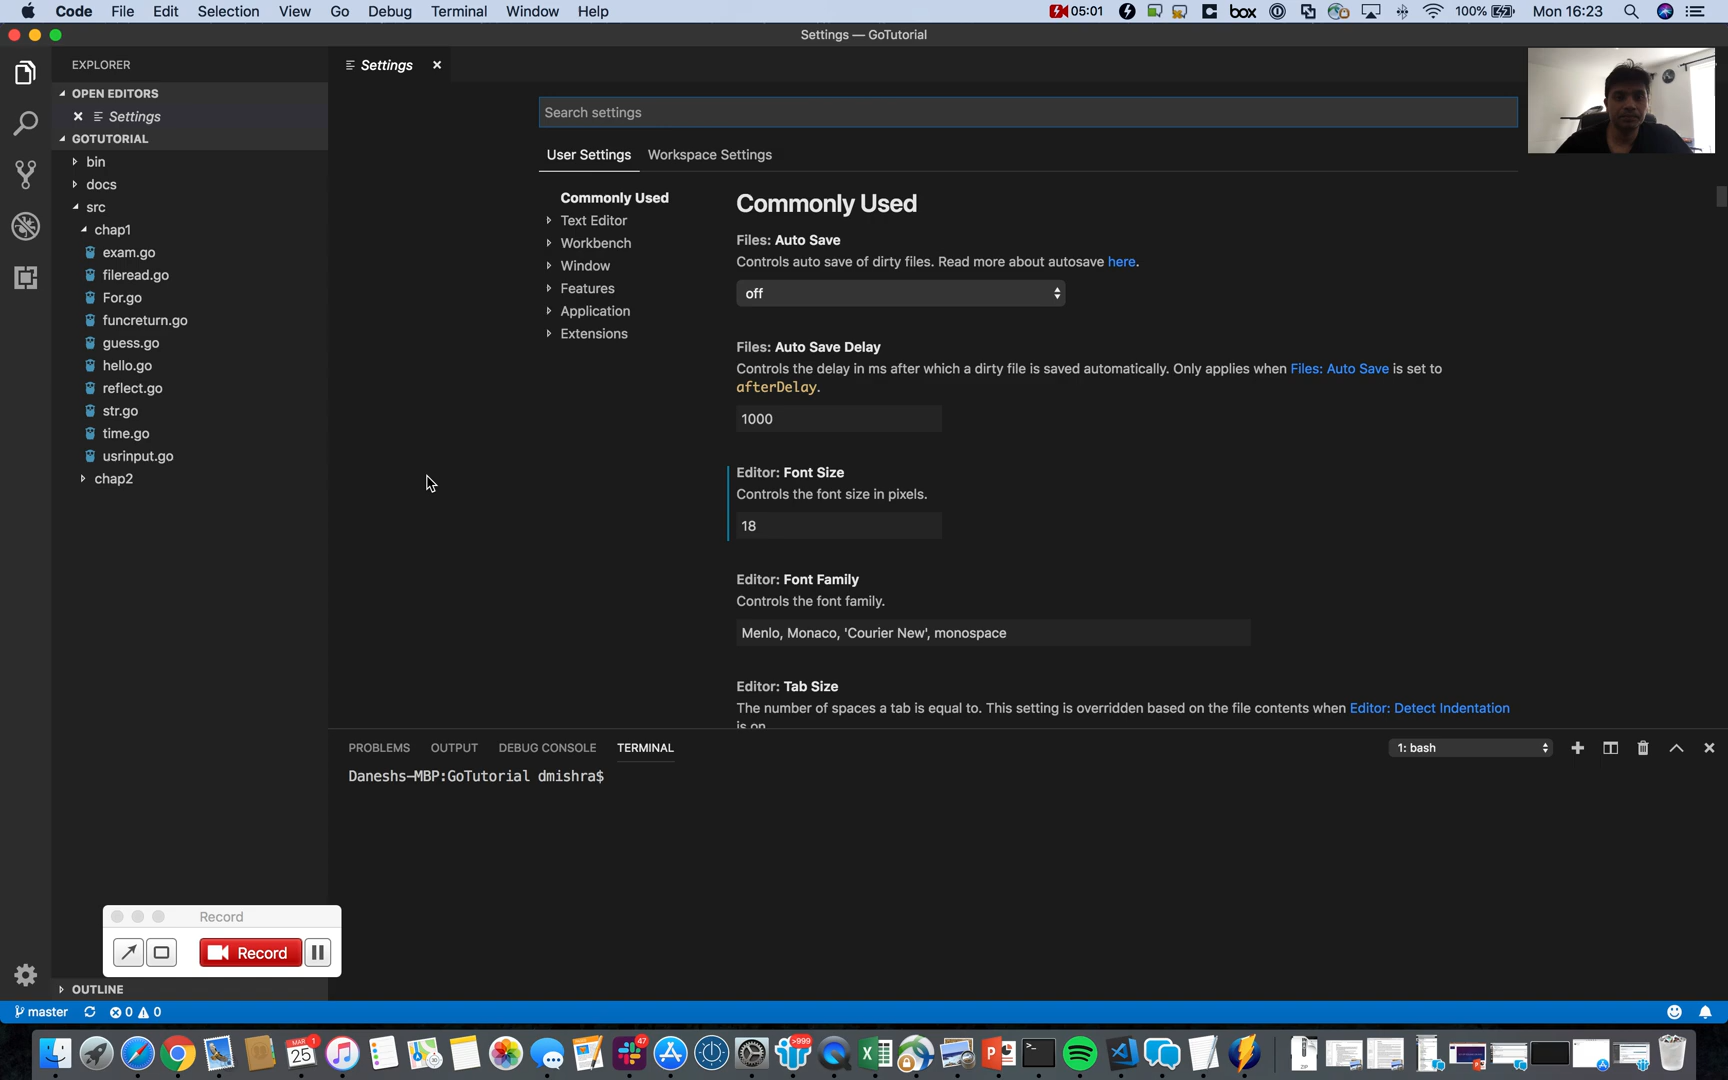 Code File Edit Selection View Go Debug Terminal Window Help
05:01 box 100% Mon 16:23
Settings — GoTutorial
EXPLORER
OPEN EDITORS
Settings
GOTUTORIAL
bin
docs
src
chap1
exam.go
fileread.go
For.go
funcreturn.go
guess.go
hello.go
reflect.go
str.go
time.go
usrinput.go
chap2
OUTLINE
Settings
Search settings
User Settings Workspace Settings
Commonly Used
Text Editor
Workbench
Window
Features
Application
Extensions
Commonly Used
Files: Auto Save
Controls auto save of dirty files. Read more about autosave here.
off
Files: Auto Save Delay
Controls the delay in ms after which a dirty file is saved automatically. Only applies when Files: Auto Save is set to
afterDelay.
1000
Editor: Font Size
Controls the font size in pixels.
18
Editor: Font Family
Controls the font family.
Menlo, Monaco, 'Courier New', monospace
Editor: Tab Size
The number of spaces a tab is equal to. This setting is overridden based on the file contents when Editor: Detect Indentation
is on.
PROBLEMS OUTPUT DEBUG CONSOLE TERMINAL
1: bash
Daneshs-MBP:GoTutorial dmishra$
Record
Record
master 0 0
MAR 1
25
47
>999
ZIP